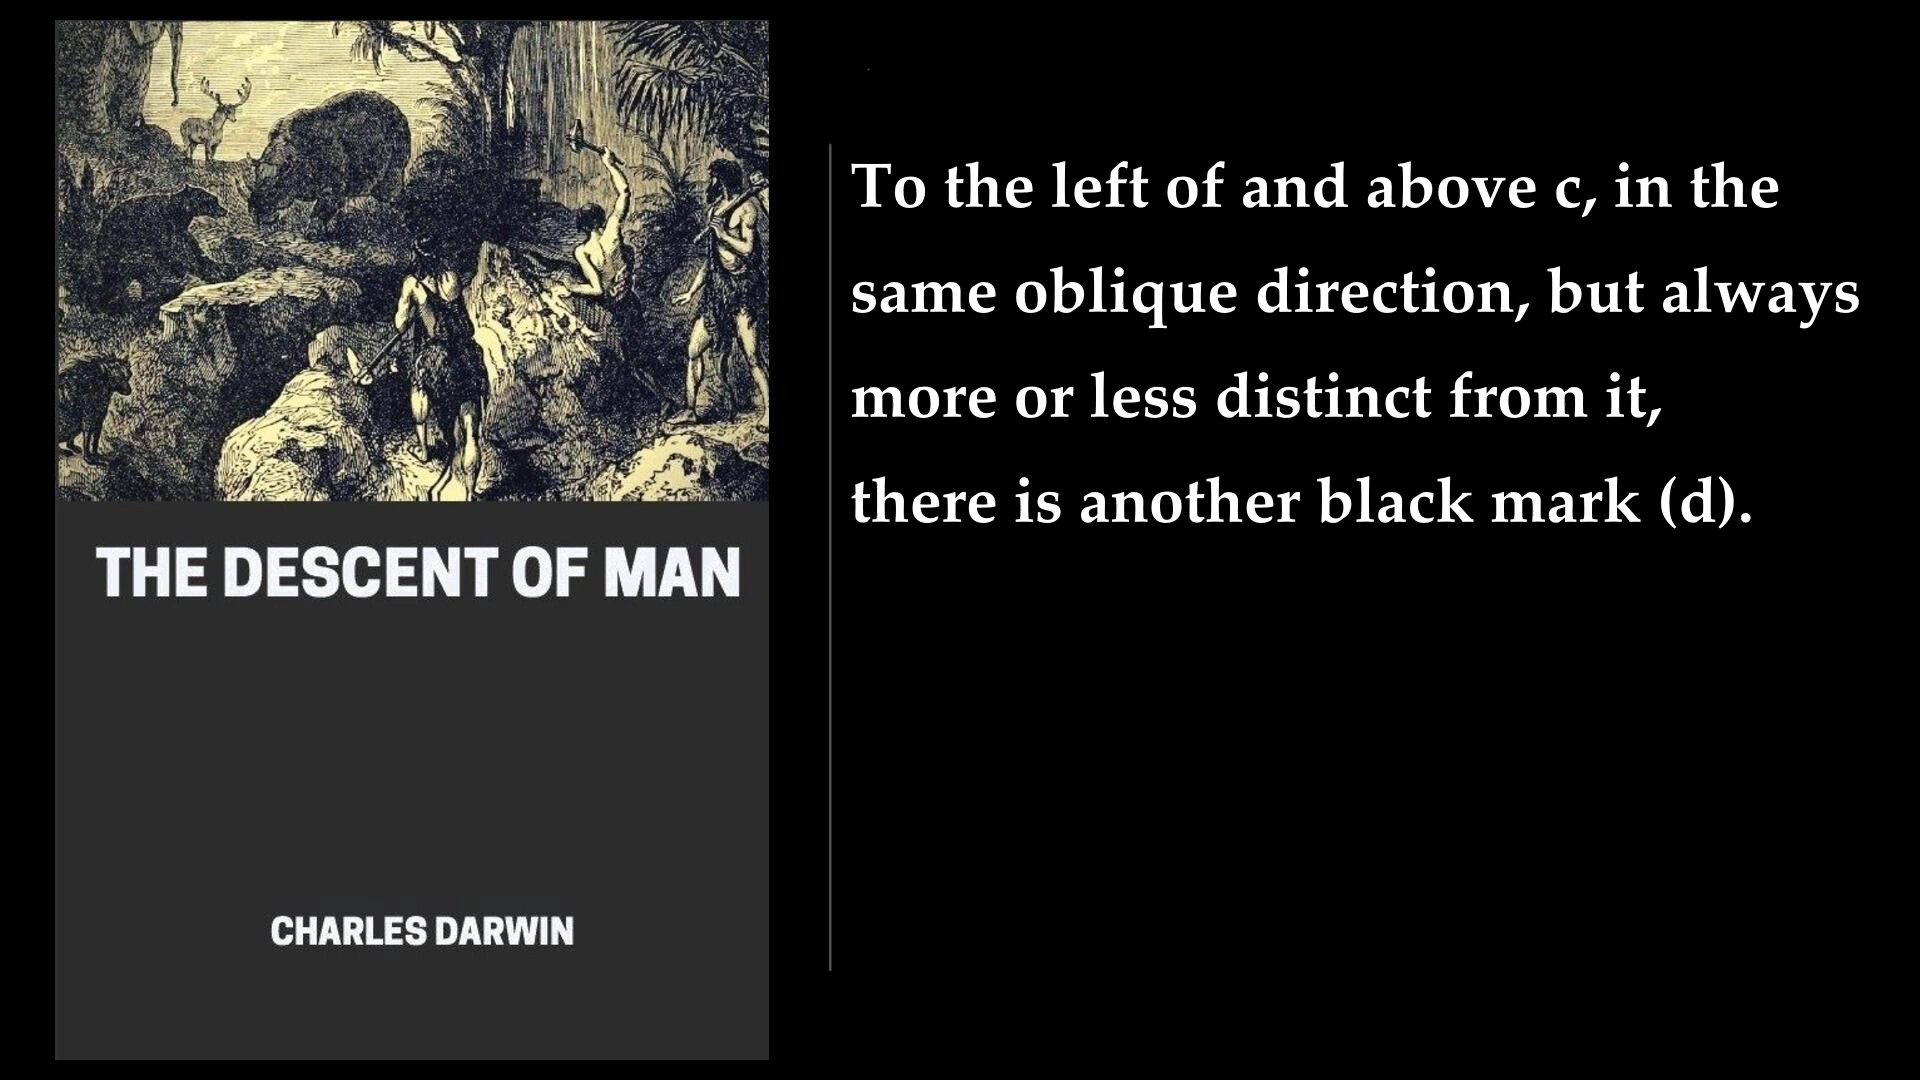 THE DESCENT OF MAN
CHARLES DARWIN
To the left of and above c, in the
same oblique direction, but always
more or less distinct from it,
there is another black mark (d).